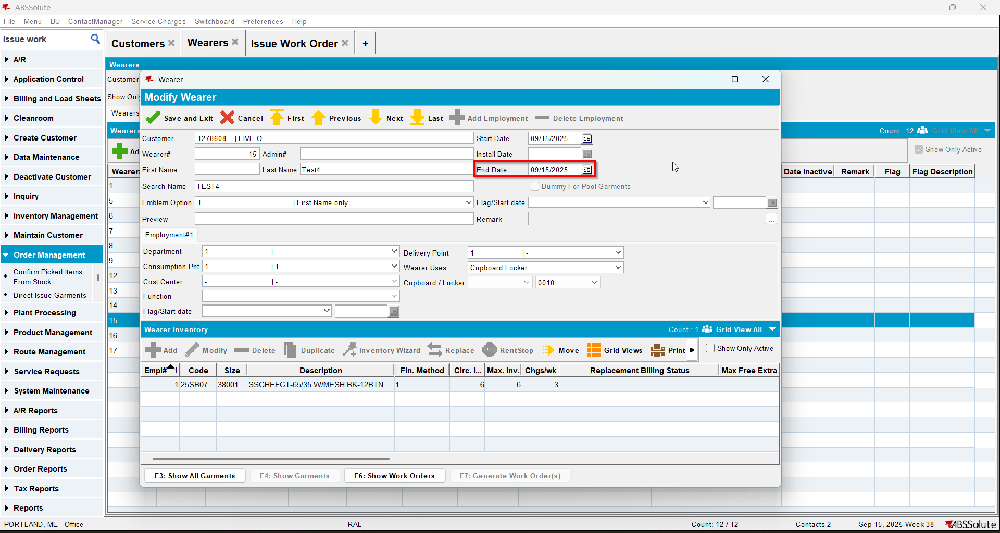 ABSSolute
File Menu BU ContactManager Service Charges Switchboard Preferences Help
issue work
Customers Wearers Issue Work Order +
A/R
Application Control
Billing and Load Sheets
Cleanroom
Create Customer
Data Maintenance
Deactivate Customer
Inquiry
Inventory Management
Maintain Customer
Order Management
Confirm Picked Items
From Stock
Direct Issue Garments
Plant Processing
Product Management
Route Management
Service Requests
System Maintenance
A/R Reports
Billing Reports
Delivery Reports
Order Reports
Tax Reports
Reports
Wearers
Customer
Show Only
Wearers
Wearers
Count : 12 Grid View All
Ad
Show Only Active
Wearer
Date Inactive Remark Flag Flag Description
1
5
6
7
8
9
12
13
14
15
16
17
Wearer
Modify Wearer
Save and Exit Cancel First Previous Next Last Add Employment Delete Employment
Customer 1278608 | FIVE-O Start Date 09/15/2025 16
Wearer# 15 Admin# Install Date 16
First Name Last Name Test4 End Date 09/15/2025 16
Search Name TEST4 Dummy For Pool Garments
Emblem Option 1 | First Name only Flag/Start date 16
Preview Remark ...
Employment#1
Department 1 | - Delivery Point 1 | -
Consumption Pnt 1 | 1 Wearer Uses Cupboard Locker
Cost Center - | - Cupboard / Locker 0010
Function
Flag/Start date 16
Wearer Inventory Count : 1 Grid View All
Add Modify Delete Duplicate Inventory Wizard Replace RentStop Move Grid Views Print Show Only Active
Empl# 1 Code Size Description Fin. Method Circ. I... Max. Inv. Chgs/wk Replacement Billing Status Max Free Extra
1 25SB07 38001 SSCHEFCT-65/35 W/MESH BK-12BTN 1 6 6 3
F3: Show All Garments F4: Show Garments F6: Show Work Orders F7: Generate Work Order(s)
PORTLAND, ME - Office RAL Count: 12 / 12 Contacts 2 Sep 15, 2025 Week 38 ABSSolute